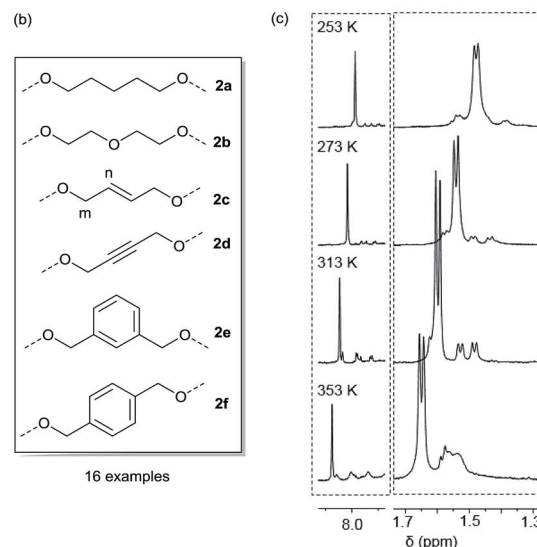 (b)
O O 2a
O O O 2b
n
O O 2c
m
O O 2d
O O 2e
O O 2f
16 examples
(c)
253 K
273 K
313 K
353 K
8.0 1.7 1.5 1.3
δ (ppm)